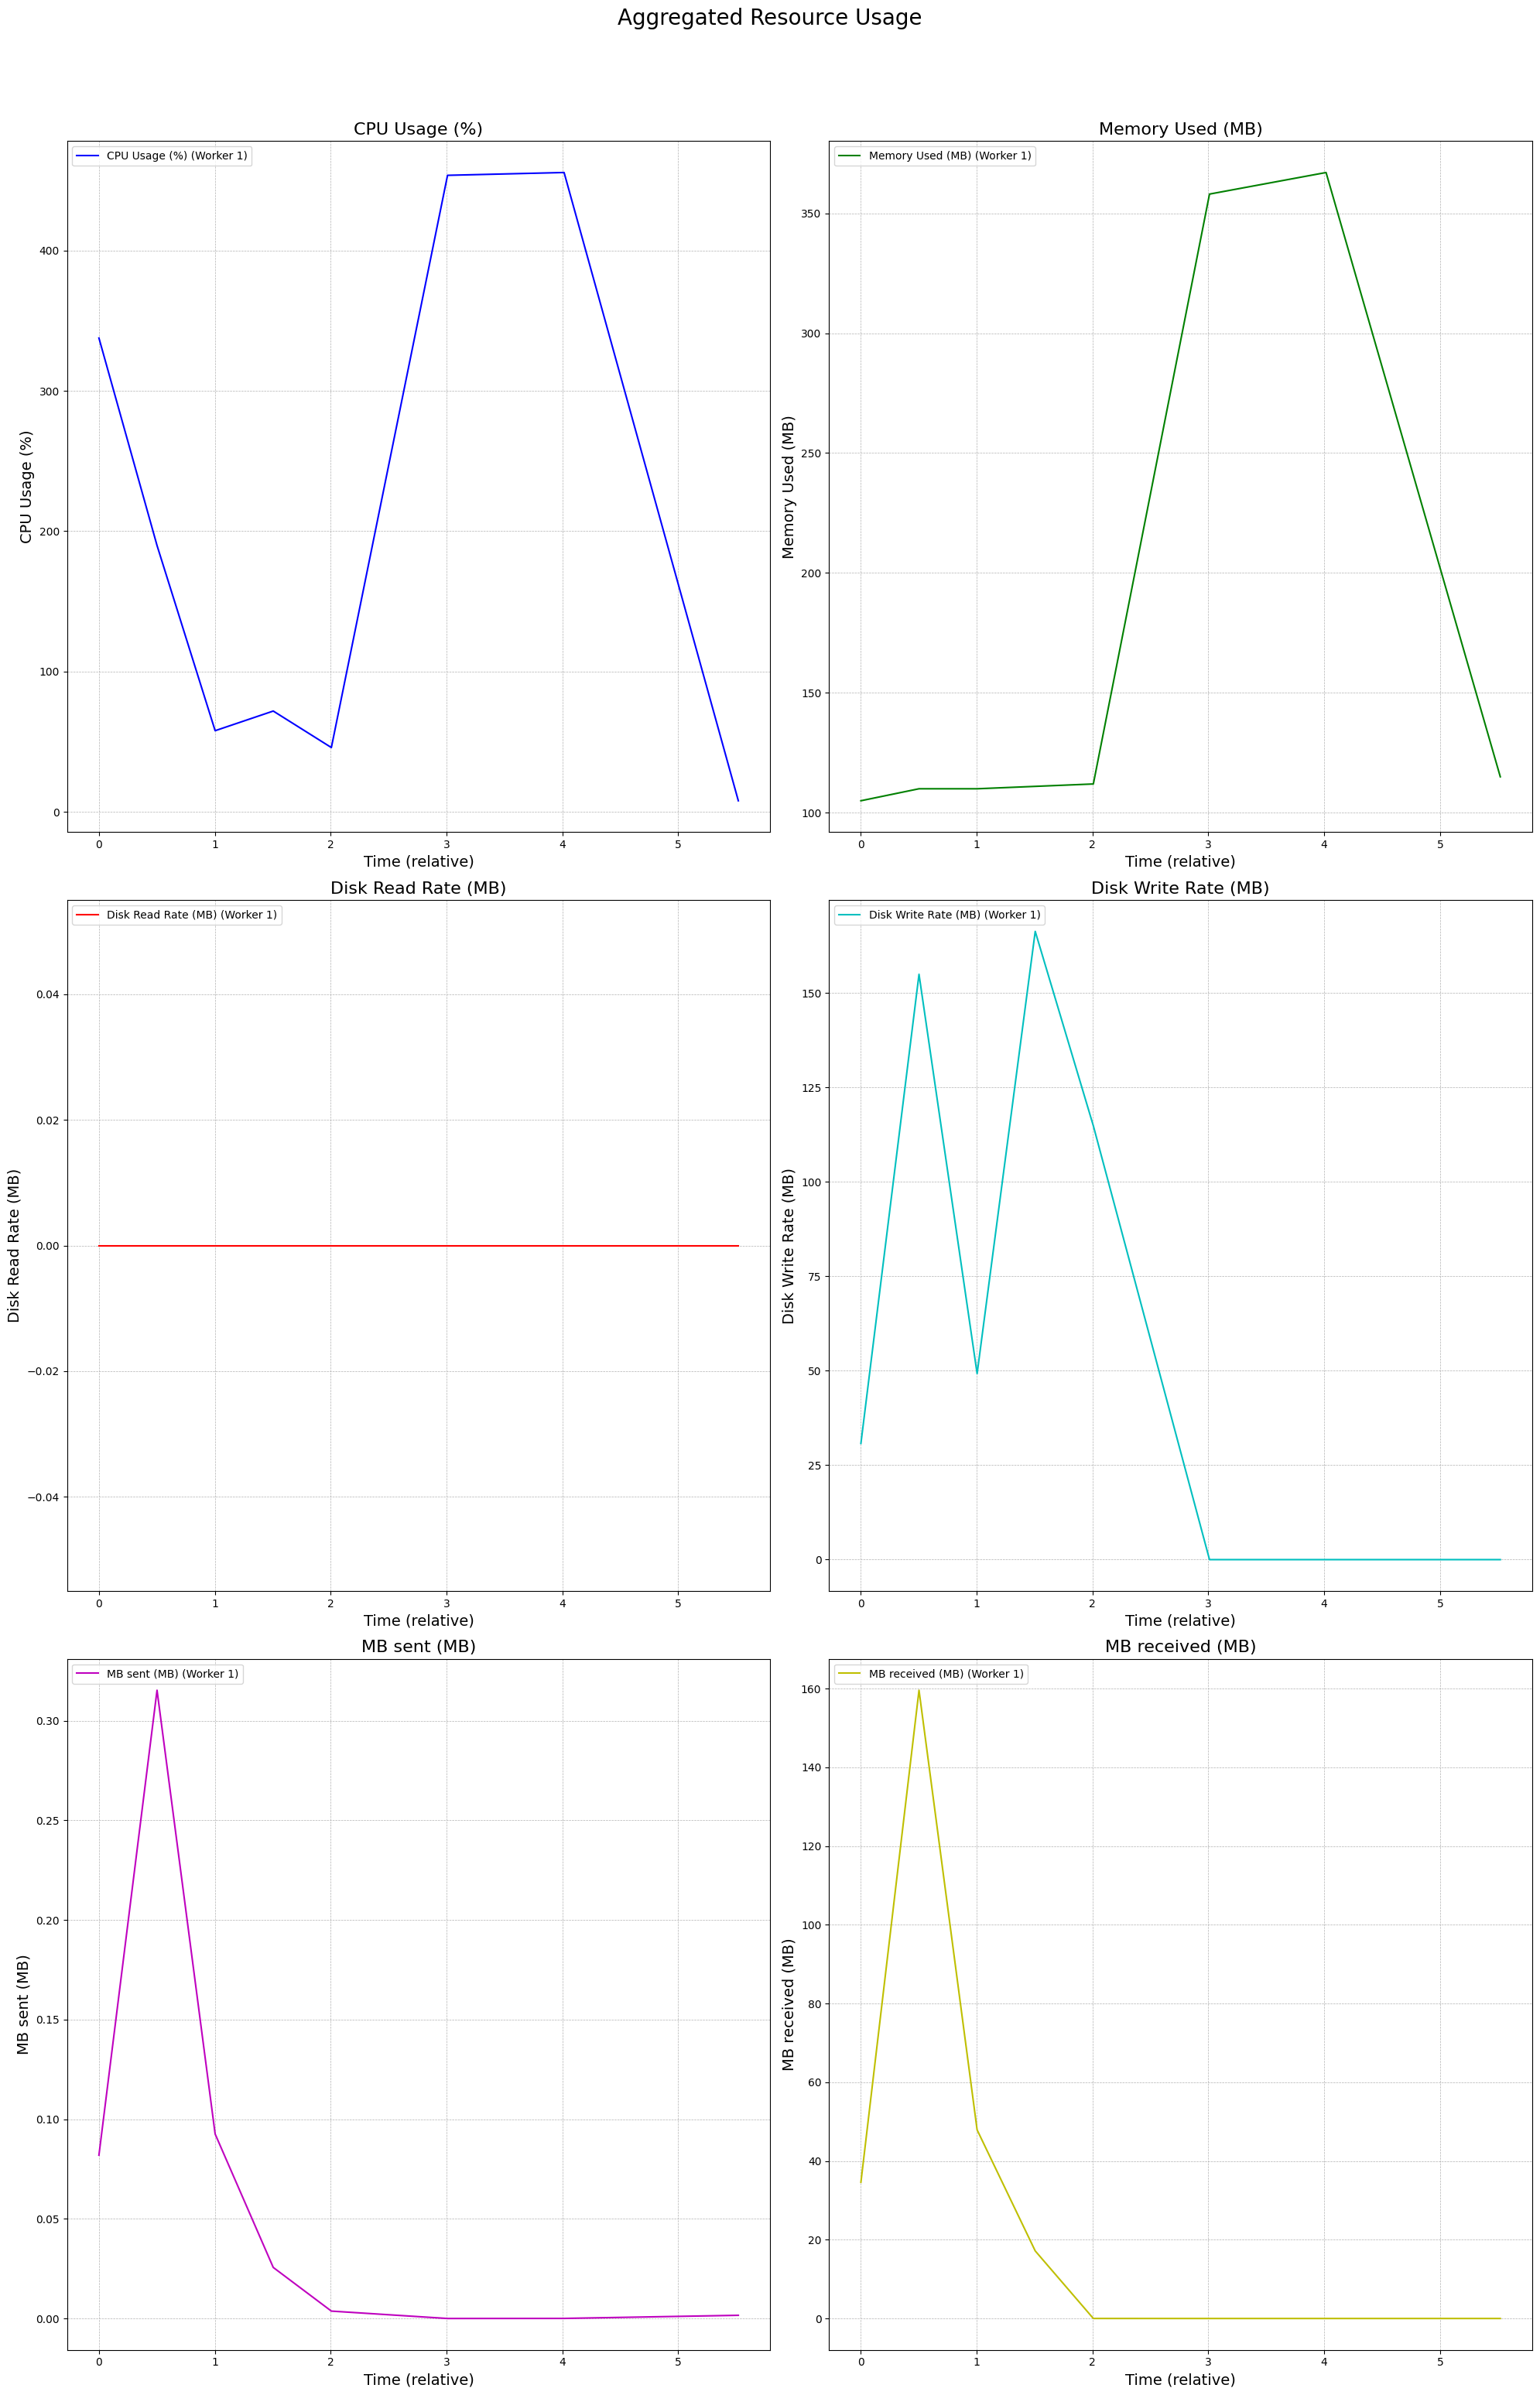 Aggregated Resource Usage
CPU Usage (%)
CPU Usage (%) (Worker 1)
CPU Usage (%)
400
300
200
100
0
0 1 2 3 4 5
Time (relative)
Memory Used (MB)
Memory Used (MB) (Worker 1)
Memory Used (MB)
350
300
250
200
150
100
0 1 2 3 4 5
Time (relative)
Disk Read Rate (MB)
Disk Read Rate (MB) (Worker 1)
Disk Read Rate (MB)
0.04
0.02
0.00
−0.02
−0.04
0 1 2 3 4 5
Time (relative)
Disk Write Rate (MB)
Disk Write Rate (MB) (Worker 1)
Disk Write Rate (MB)
150
125
100
75
50
25
0
0 1 2 3 4 5
Time (relative)
MB sent (MB)
MB sent (MB) (Worker 1)
MB sent (MB)
0.30
0.25
0.20
0.15
0.10
0.05
0.00
0 1 2 3 4 5
Time (relative)
MB received (MB)
MB received (MB) (Worker 1)
MB received (MB)
160
140
120
100
80
60
40
20
0
0 1 2 3 4 5
Time (relative)